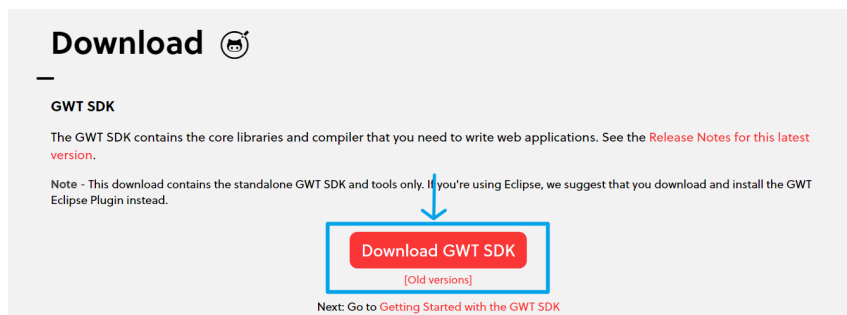 Download
GWT SDK
The GWT SDK contains the core libraries and compiler that you need to write web applications. See the Release Notes for this latest
version.
Note - This download contains the standalone GWT SDK and tools only. If you're using Eclipse, we suggest that you download and install the GWT
Eclipse Plugin instead.
Download GWT SDK
[Old versions]
Next: Go to Getting Started with the GWT SDK